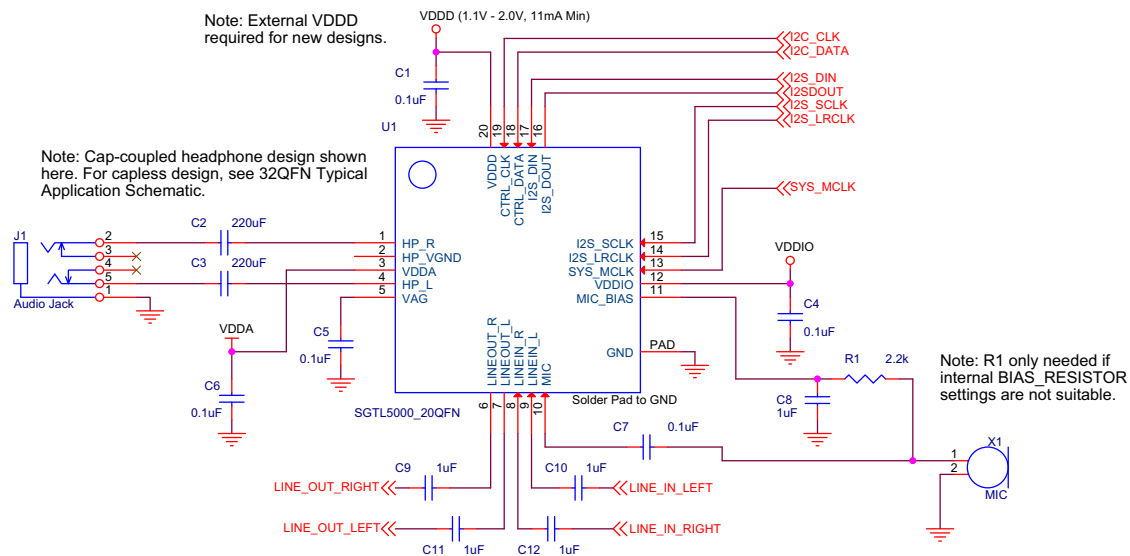 Note: External VDDD
required for new designs.
VDDD (1.1V - 2.0V, 11mA Min)
I2C_CLK
I2C_DATA
I2S_DIN
I2SDOUT
I2S_SCLK
I2S_LRCLK
SYS_MCLK
C1
0.1uF
U1
20
19
18
17
16
VDDD
CTRL_CLK
CTRL_DATA
I2S_DIN
I2S_DOUT
Note: Cap-coupled headphone design shown
here. For capless design, see 32QFN Typical
Application Schematic.
C2
220uF
C3
220uF
J1
2
3
4
5
1
Audio Jack
1
2
3
4
5
HP_R
HP_VGND
VDDA
HP_L
VAG
I2S_SCLK
I2S_LRCLK
SYS_MCLK
VDDIO
MIC_BIAS
15
14
13
12
11
GND
PAD
VDDIO
C4
0.1uF
VDDA
C5
0.1uF
C6
0.1uF
LINEOUT_R
LINEOUT_L
LINEIN_R
LINEIN_L
MIC
6
7
8
9
10
SGTL5000_20QFN
Solder Pad to GND
R1
2.2k
Note: R1 only needed if
internal BIAS_RESISTOR
settings are not suitable.
C8
1uF
C7
0.1uF
X1
1
2
MIC
C9
1uF
LINE_OUT_RIGHT
C10
1uF
LINE_IN_LEFT
LINE_OUT_LEFT
C11
1uF
C12
1uF
LINE_IN_RIGHT